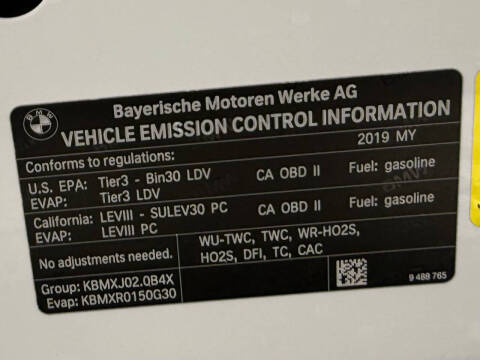 BMW
Bayerische Motoren Werke AG
VEHICLE EMISSION CONTROL INFORMATION
Conforms to regulations: 2019 MY
U.S. EPA: Tier3 - Bin30 LDV CA OBD II Fuel: gasoline
EVAP: Tier3 LDV
California: LEVIII - SULEV30 PC CA OBD II Fuel: gasoline
EVAP: LEVIII PC
No adjustments needed. WU-TWC, TWC, WR-HO2S,
HO2S, DFI, TC, CAC
Group: KBMXJ02.0B4X
Evap: KBMXR0150G30
9 488 765